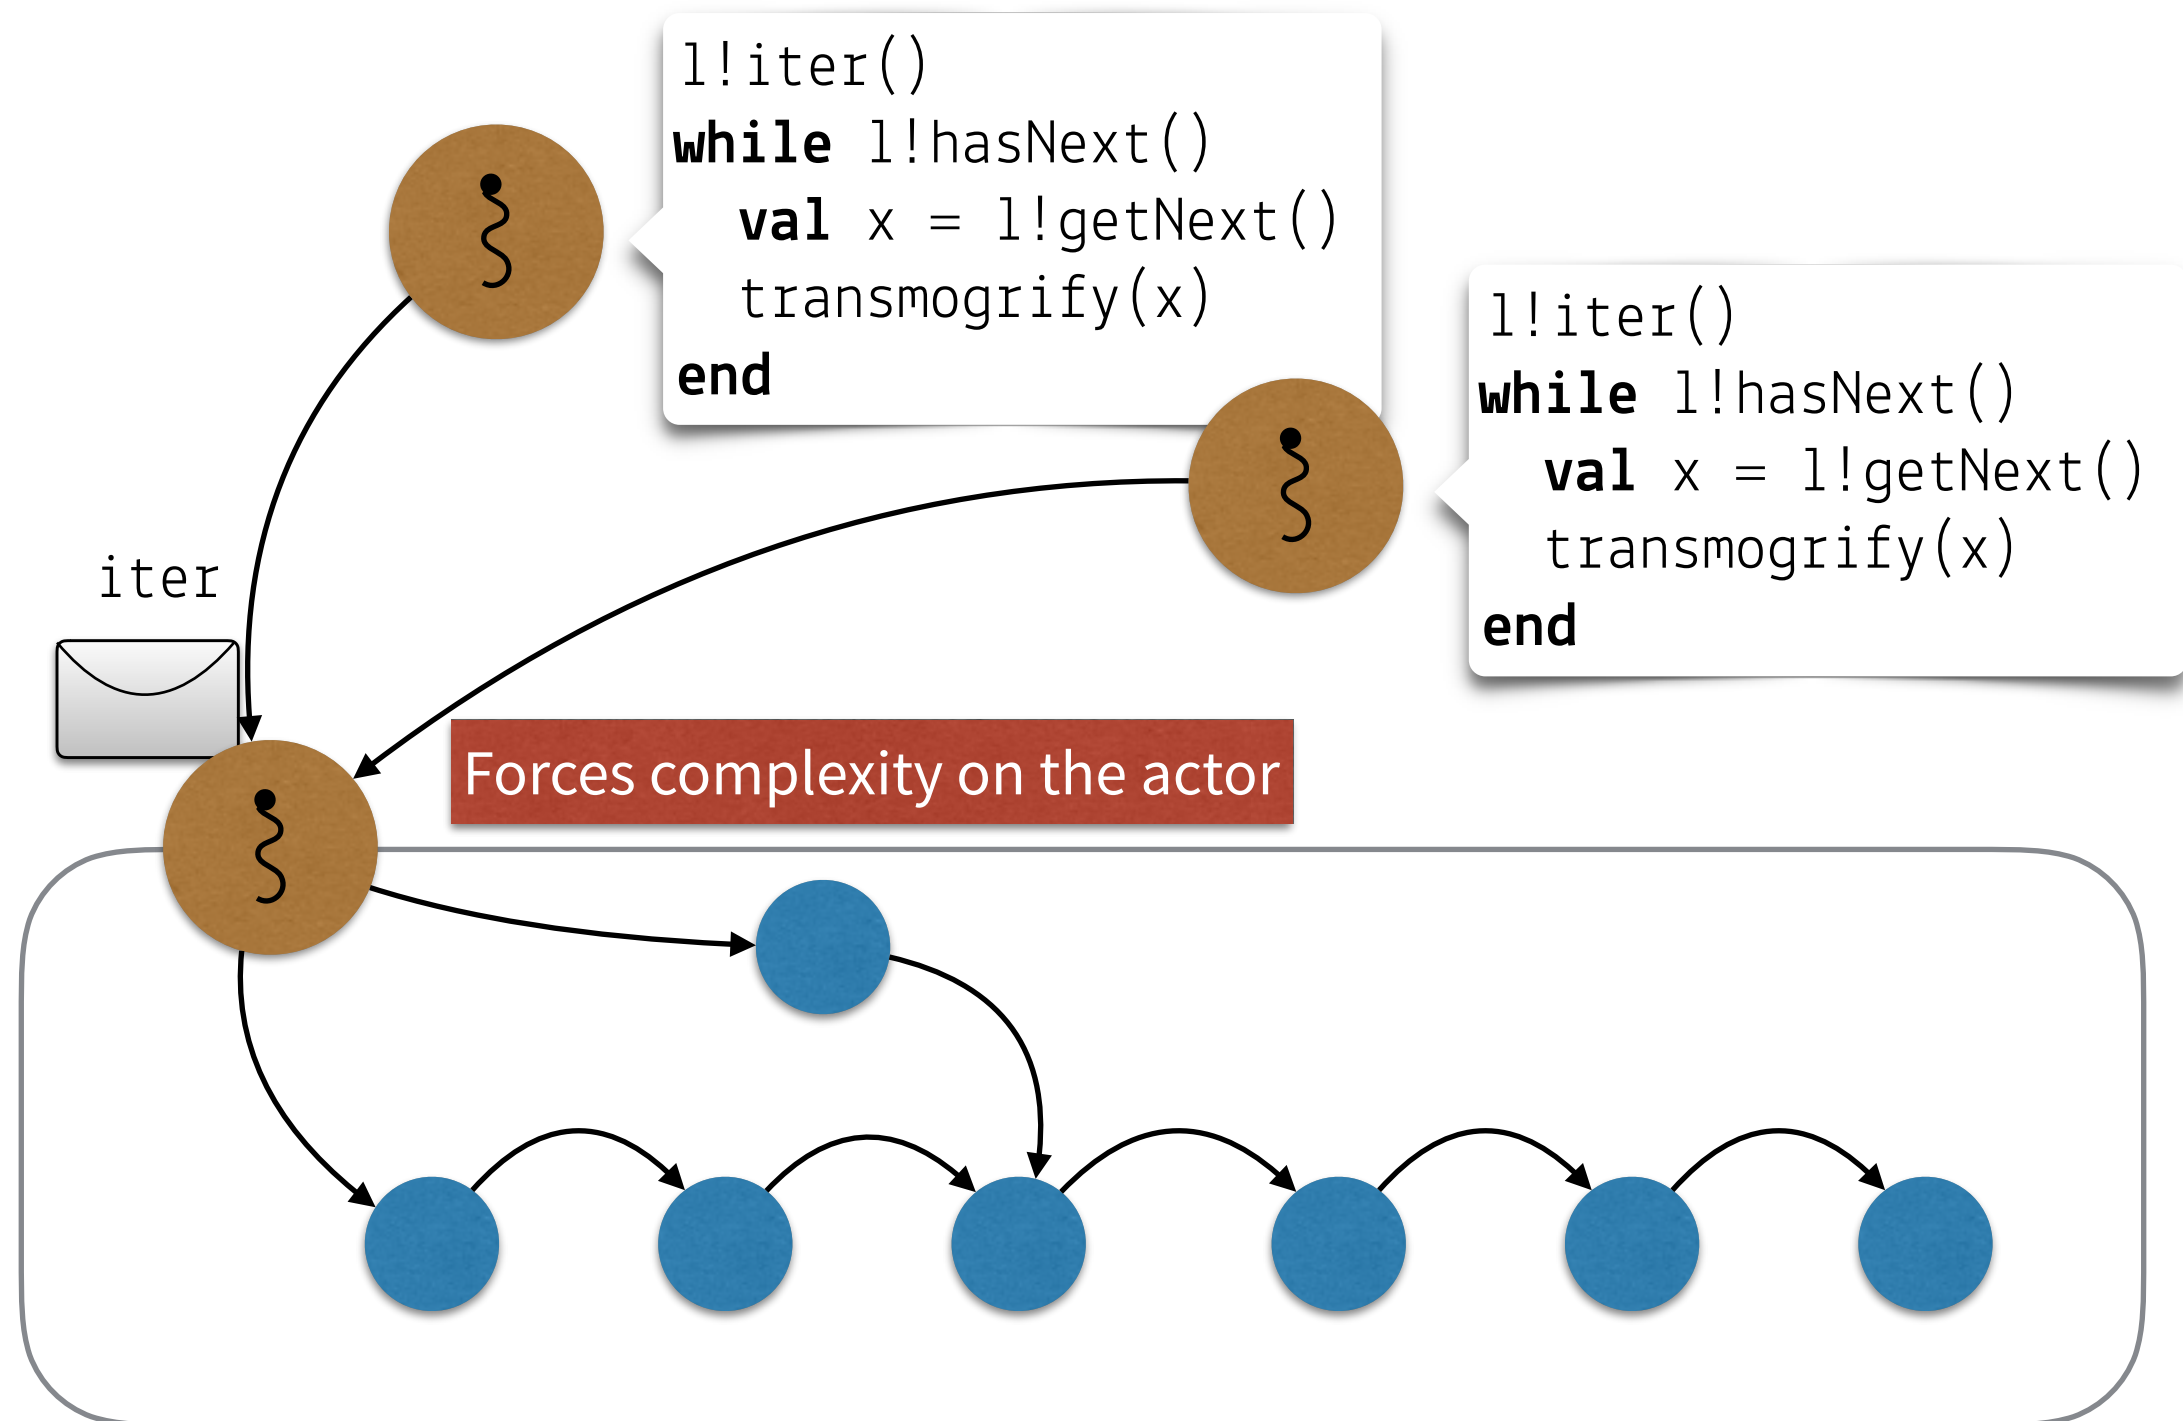 l!iter()
while l!hasNext()
  val x = l!getNext()
  transmogrify(x)
end
l!iter()
while l!hasNext()
  val x = l!getNext()
  transmogrify(x)
end
iter
Forces complexity on the actor